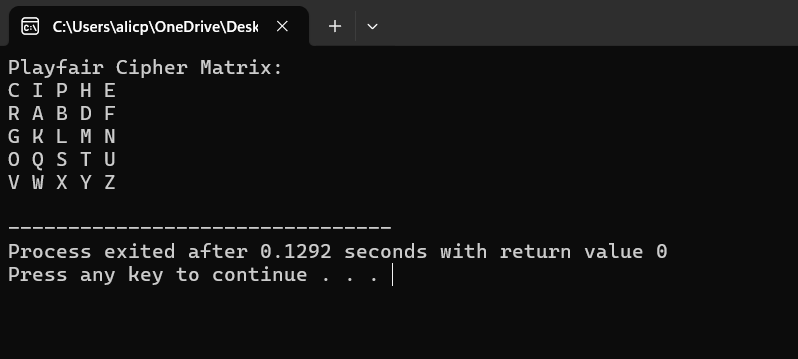 C:\Users\alicp\OneDrive\Desk
Playfair Cipher Matrix:
C I P H E
R A B D F
G K L M N
O Q S T U
V W X Y Z
--------------------------------
Process exited after 0.1292 seconds with return value 0
Press any key to continue . . .